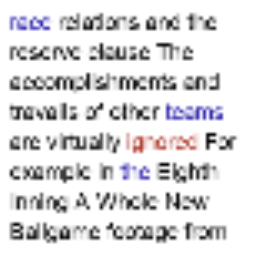 race relations and the
reserve clause The
accomplishments and
travails of other teams
are virtually ignored For
example in the Eighth
Inning A Whole New
Ballgame footage from